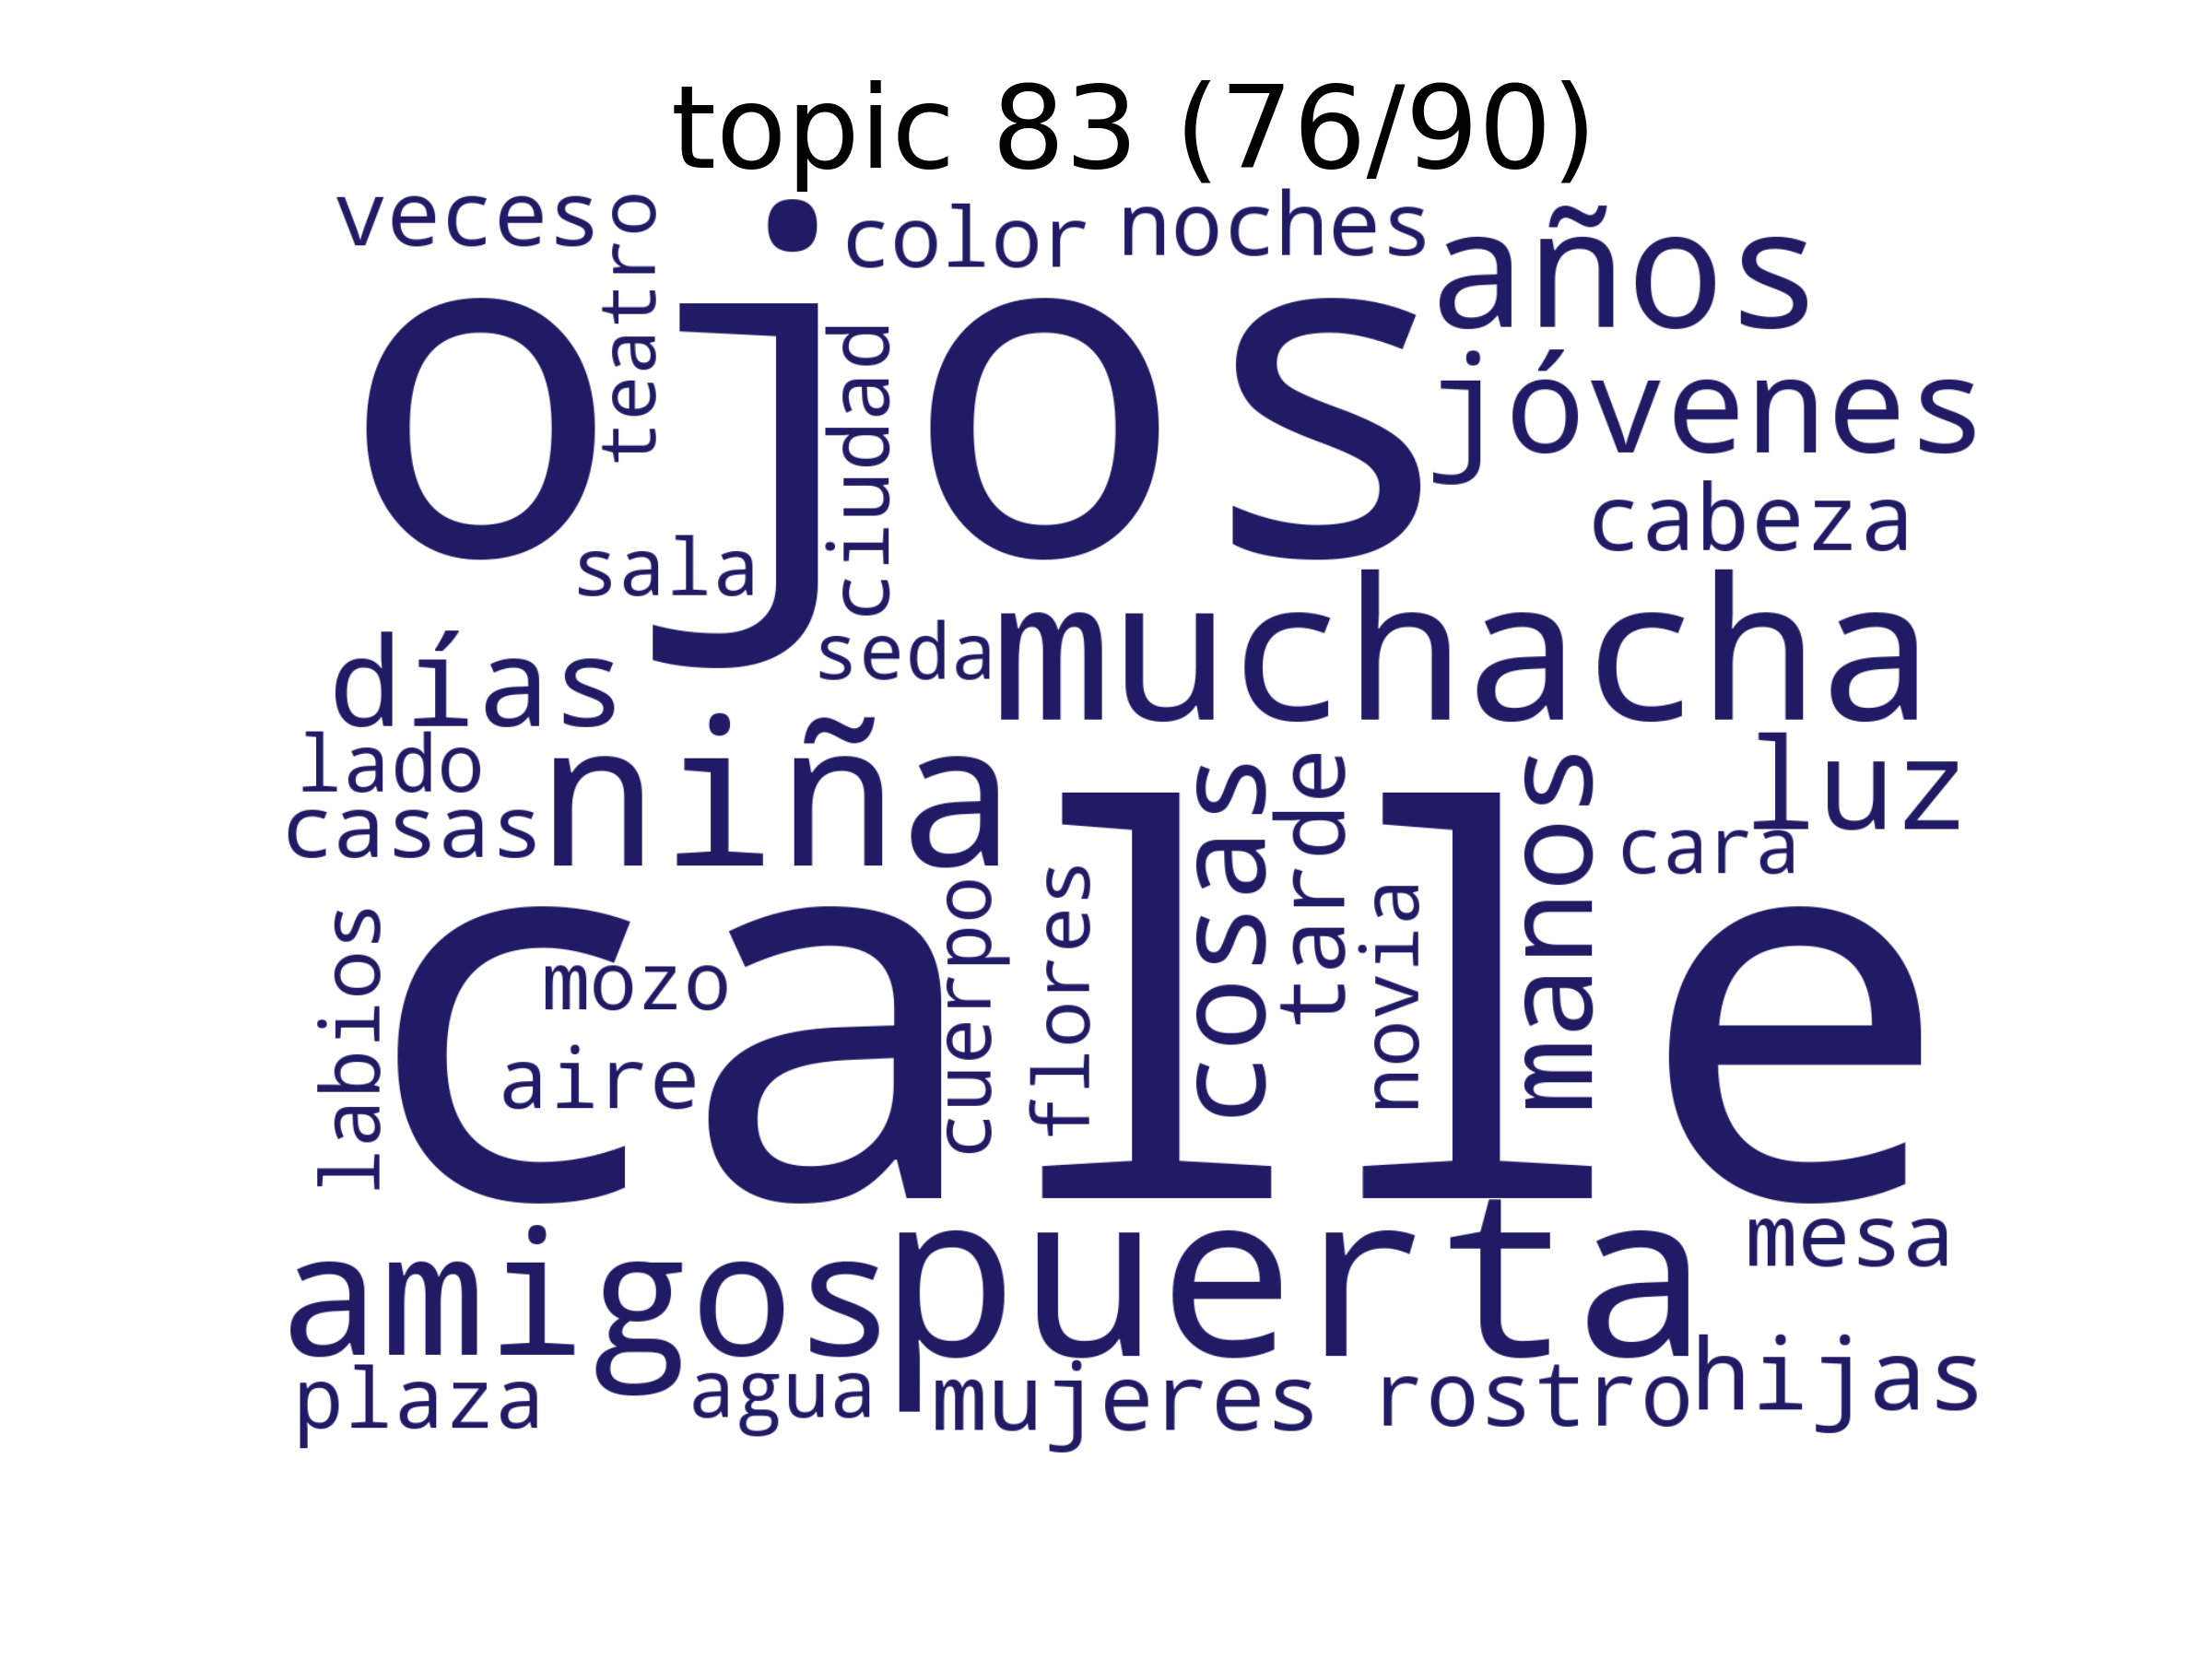 topic 83 (76/90)
veces
teatro
color
noches
años
ojos
ciudad
jóvenes
cabeza
sala
seda
muchacha
días
lado
niña
casas
luz
cosas
tarde
manos
cara
calle
cuerpo
flores
novia
labios
mozo
aire
amigos
puerta
mesa
plaza
agua
mujeres
rostro
hijas